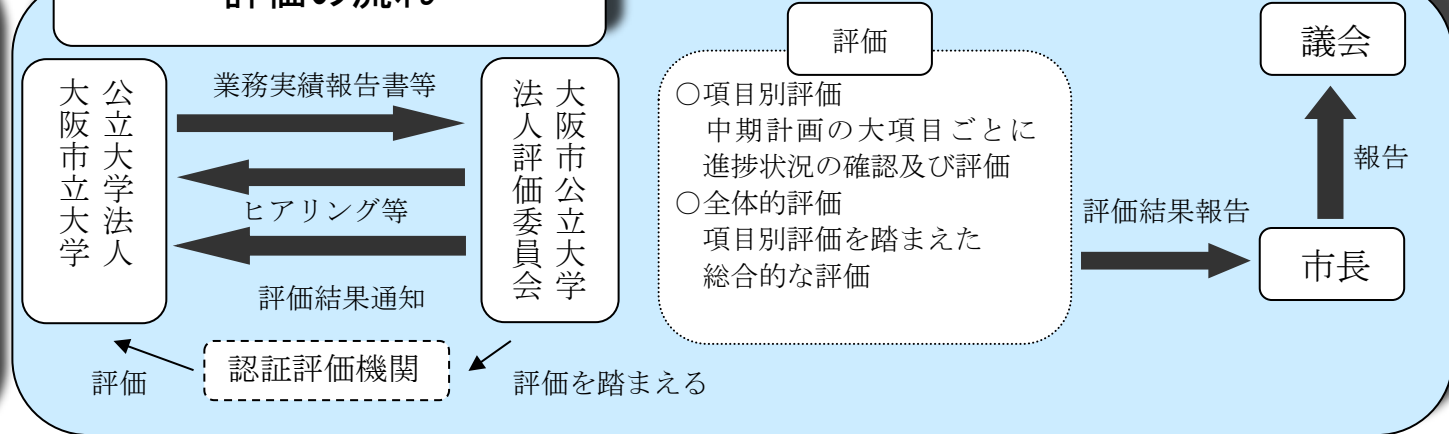 評価の流れ
公立大学法人
大阪市立大学
業務実績報告書等
ヒアリング等
評価結果通知
大阪市公立大学
法人評価委員会
評価
○項目別評価
中期計画の大項目ごとに
進捗状況の確認及び評価
○全体的評価
項目別評価を踏まえた
総合的な評価
評価結果報告
議会
報告
市長
評価
認証評価機関
評価を踏まえる